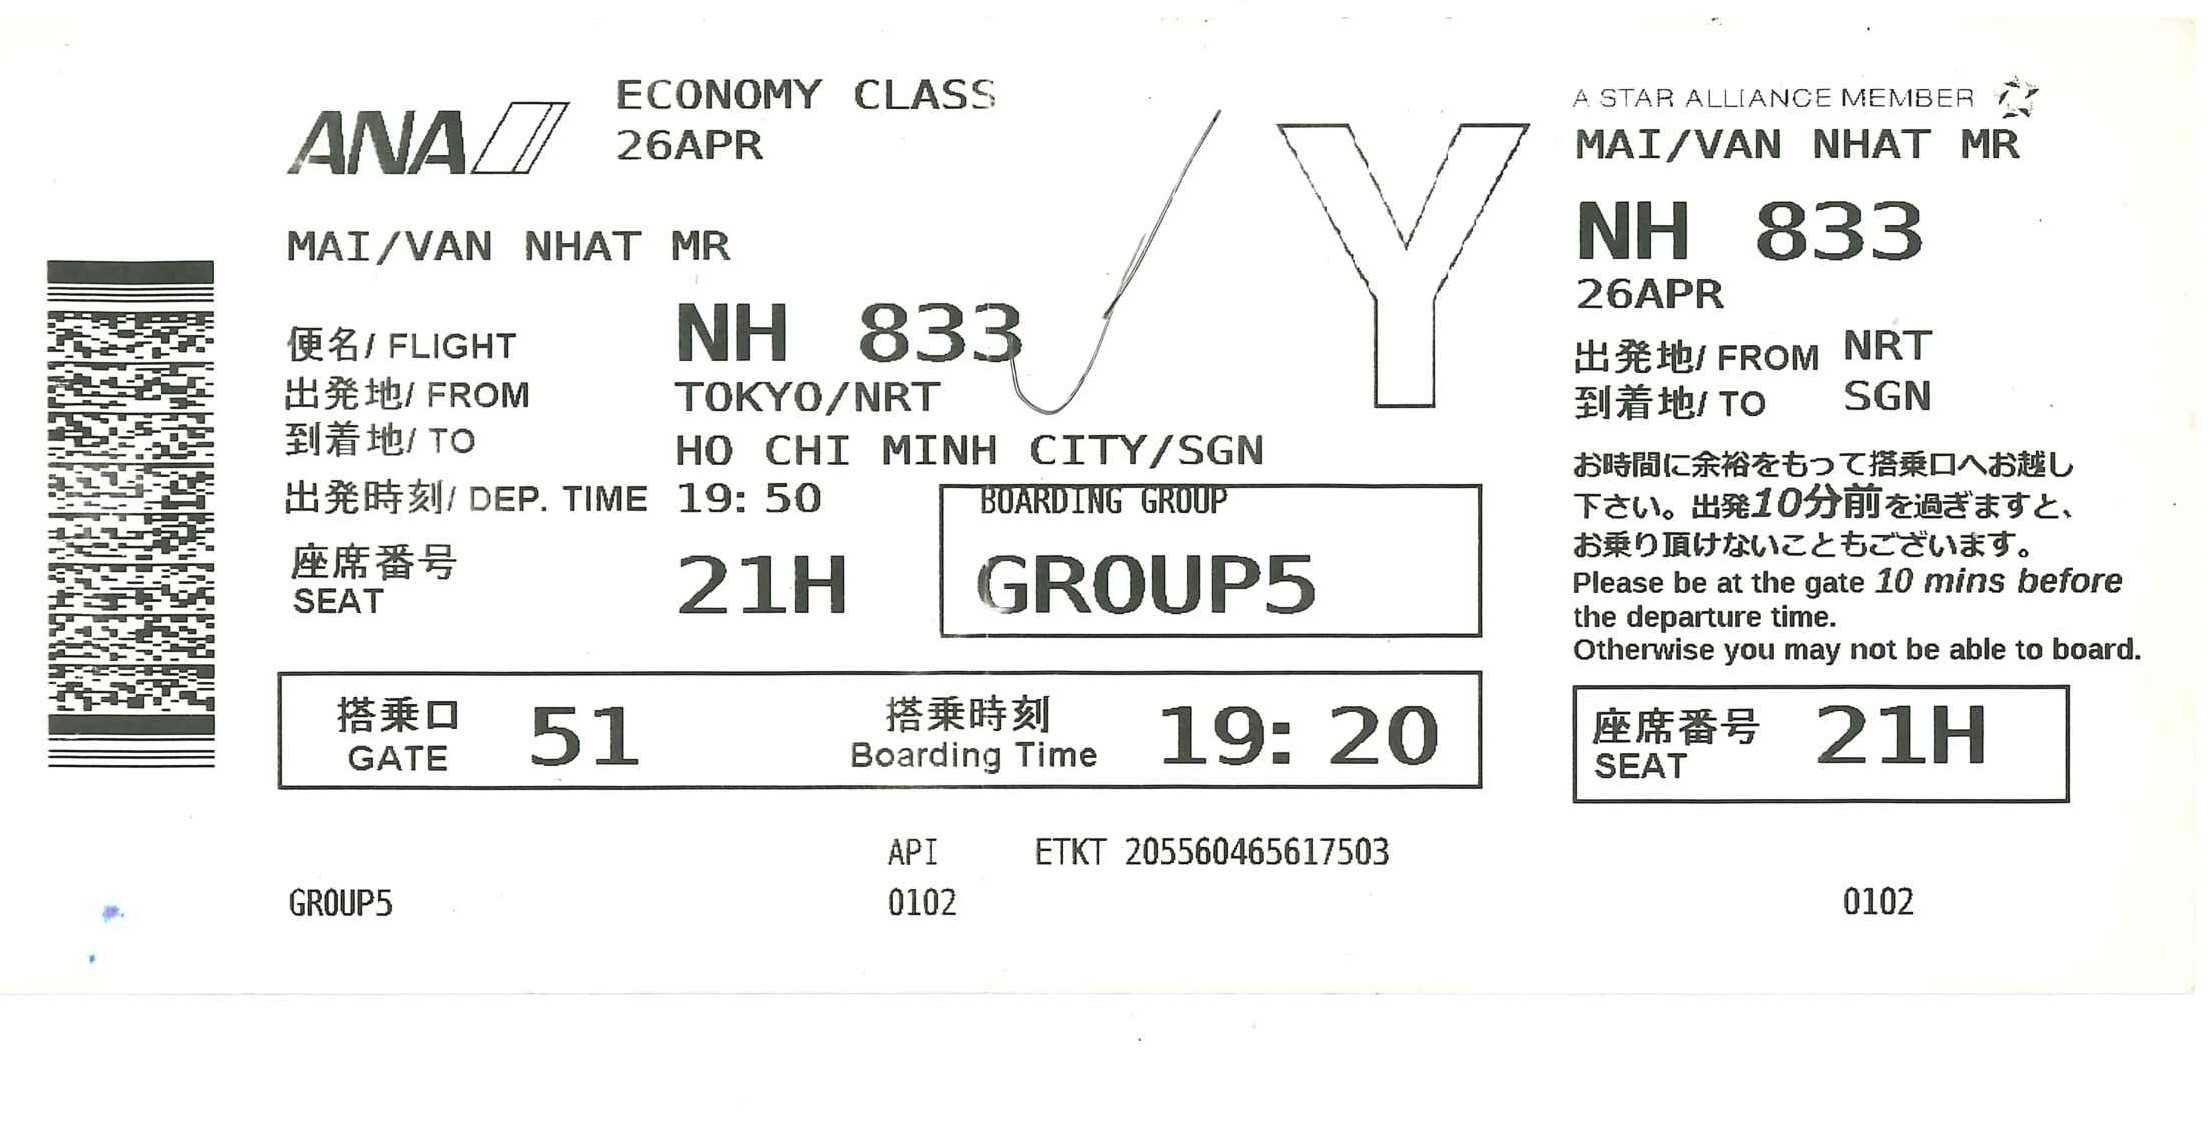 ANA
ECONOMY CLASS
26APR
Y
MAI/VAN NHAT MR
便名/ FLIGHT NH 833
出発地/ FROM TOKYO/NRT
到着地/ TO HO CHI MINH CITY/SGN
出発時刻/ DEP. TIME 19:50
座席番号
SEAT 21H
BOARDING GROUP
GROUP5
搭乗口
GATE 51
搭乗時刻
Boarding Time 19:20
API ETKT 205560465617503
GROUP5 0102
A STAR ALLIANCE MEMBER
MAI/VAN NHAT MR
NH 833
26APR
出発地/ FROM NRT
到着地/ TO SGN
お時間に余裕をもって搭乗口へお越し
下さい。出発10分前を過ぎますと、
お乗り頂けないこともございます。
Please be at the gate 10 mins before
the departure time.
Otherwise you may not be able to board.
座席番号
SEAT 21H
0102